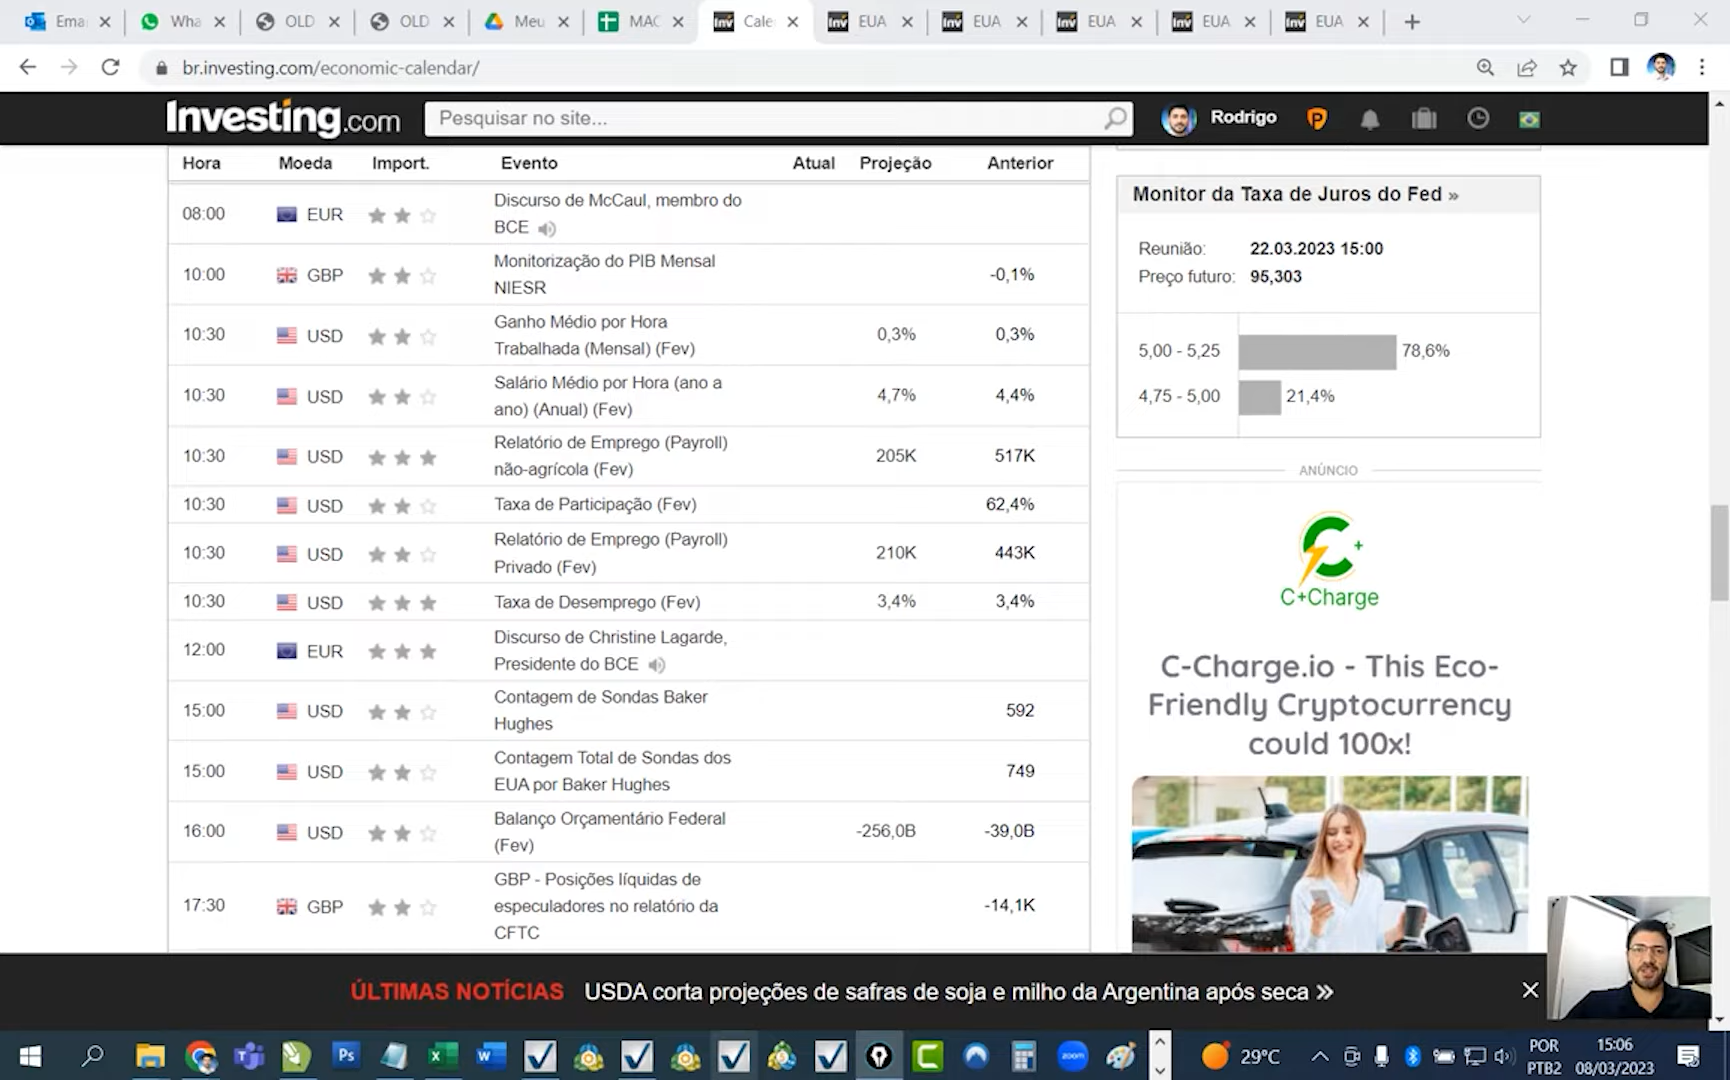 Ema
Wha
OLD
OLD
Meu
MAC
Cale
EUA
EUA
EUA
EUA
EUA
br.investing.com/economic-calendar/
Investing.com
Pesquisar no site...
Rodrigo
Hora Moeda Import. Evento Atual Projeção Anterior
08:00 EUR Discurso de McCaul, membro do
BCE
10:00 GBP Monitorização do PIB Mensal
NIESR -0,1%
10:30 USD Ganho Médio por Hora
Trabalhada (Mensal) (Fev) 0,3% 0,3%
10:30 USD Salário Médio por Hora (ano a
ano) (Anual) (Fev) 4,7% 4,4%
10:30 USD Relatório de Emprego (Payroll)
não-agrícola (Fev) 205K 517K
10:30 USD Taxa de Participação (Fev) 62,4%
10:30 USD Relatório de Emprego (Payroll)
Privado (Fev) 210K 443K
10:30 USD Taxa de Desemprego (Fev) 3,4% 3,4%
12:00 EUR Discurso de Christine Lagarde,
Presidente do BCE
15:00 USD Contagem de Sondas Baker
Hughes 592
15:00 USD Contagem Total de Sondas dos
EUA por Baker Hughes 749
16:00 USD Balanço Orçamentário Federal
(Fev) -256,0B -39,0B
17:30 GBP GBP - Posições líquidas de
especuladores no relatório da
CFTC -14,1K
Monitor da Taxa de Juros do Fed »
Reunião: 22.03.2023 15:00
Preço futuro: 95,303
5,00 - 5,25 78,6%
4,75 - 5,00 21,4%
ANÚNCIO
C+Charge
C-Charge.io - This Eco-
Friendly Cryptocurrency
could 100x!
ÚLTIMAS NOTÍCIAS USDA corta projeções de safras de soja e milho da Argentina após seca »
zoom
29°C
POR
PTB2
15:06
08/03/2023